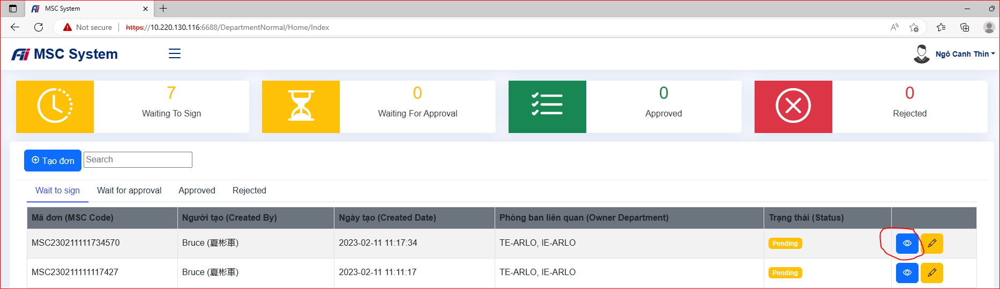 MSC System
Not secure https://10.220.130.116:6688/DepartmentNormal/Home/Index
MSC System
Ngô Canh Thìn
7
Waiting To Sign
0
Waiting For Approval
0
Approved
0
Rejected
Tạo đơn Search
Wait to sign Wait for approval Approved Rejected
Mã đơn (MSC Code) Người tạo (Created By) Ngày tạo (Created Date) Phòng ban liên quan (Owner Department) Trạng thái (Status)
MSC230211111734570 Bruce (夏彬軍) 2023-02-11 11:17:34 TE-ARLO, IE-ARLO Pending
MSC230211111117427 Bruce (夏彬軍) 2023-02-11 11:11:17 TE-ARLO, IE-ARLO Pending